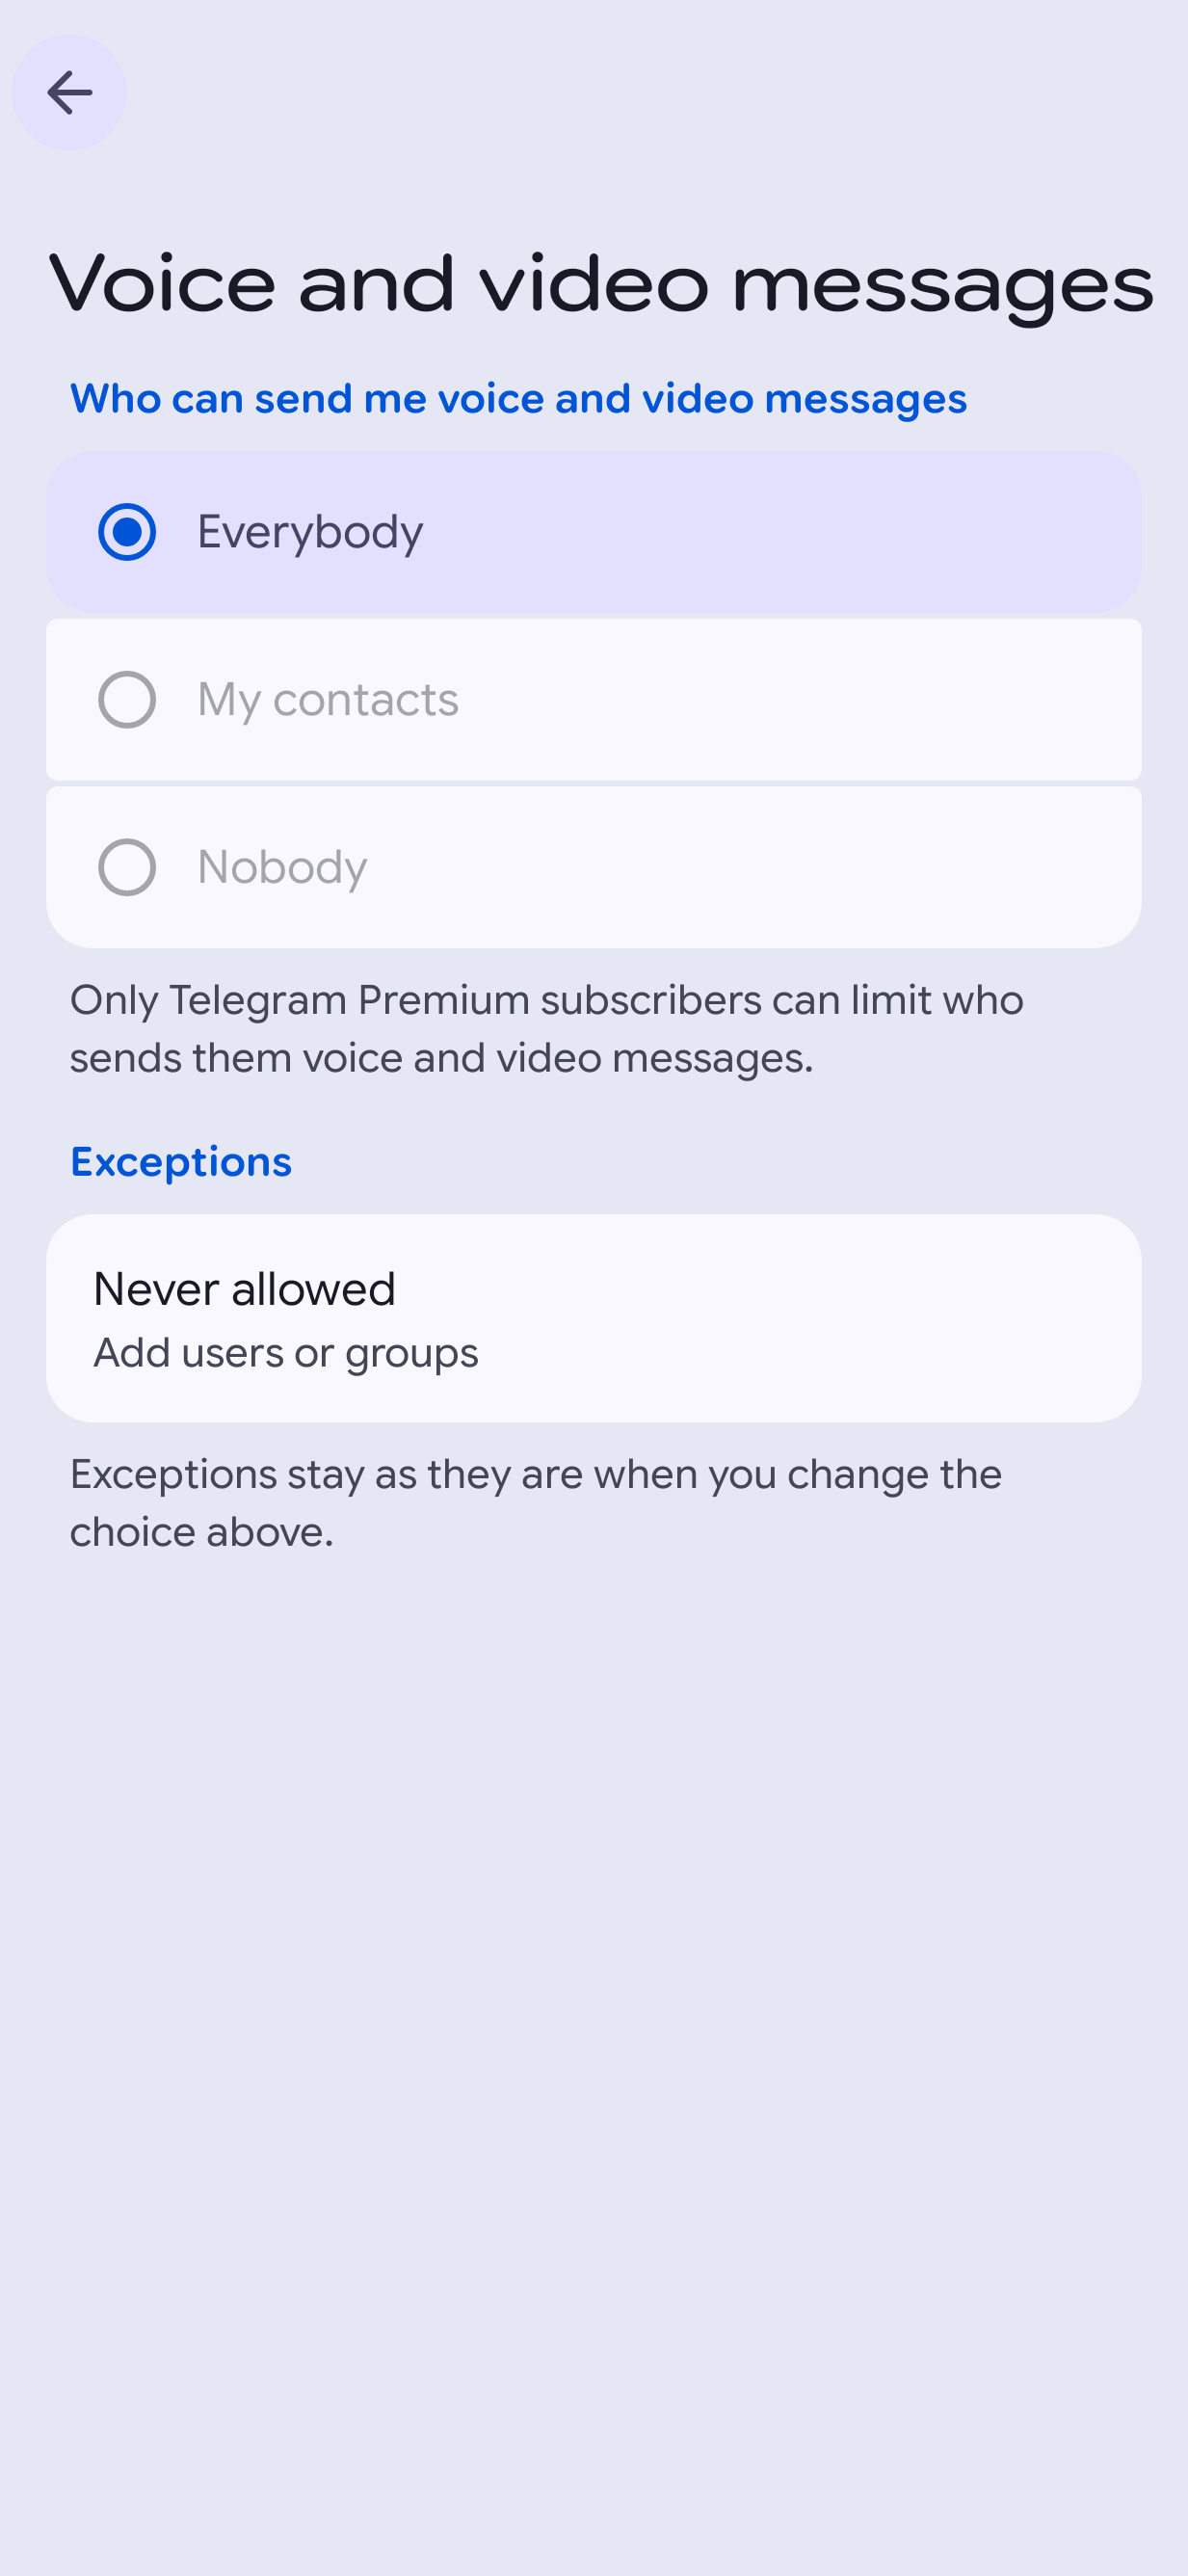 Voice and video messages
Who can send me voice and video messages
Everybody
My contacts
Nobody
Only Telegram Premium subscribers can limit who
sends them voice and video messages.
Exceptions
Never allowed
Add users or groups
Exceptions stay as they are when you change the
choice above.